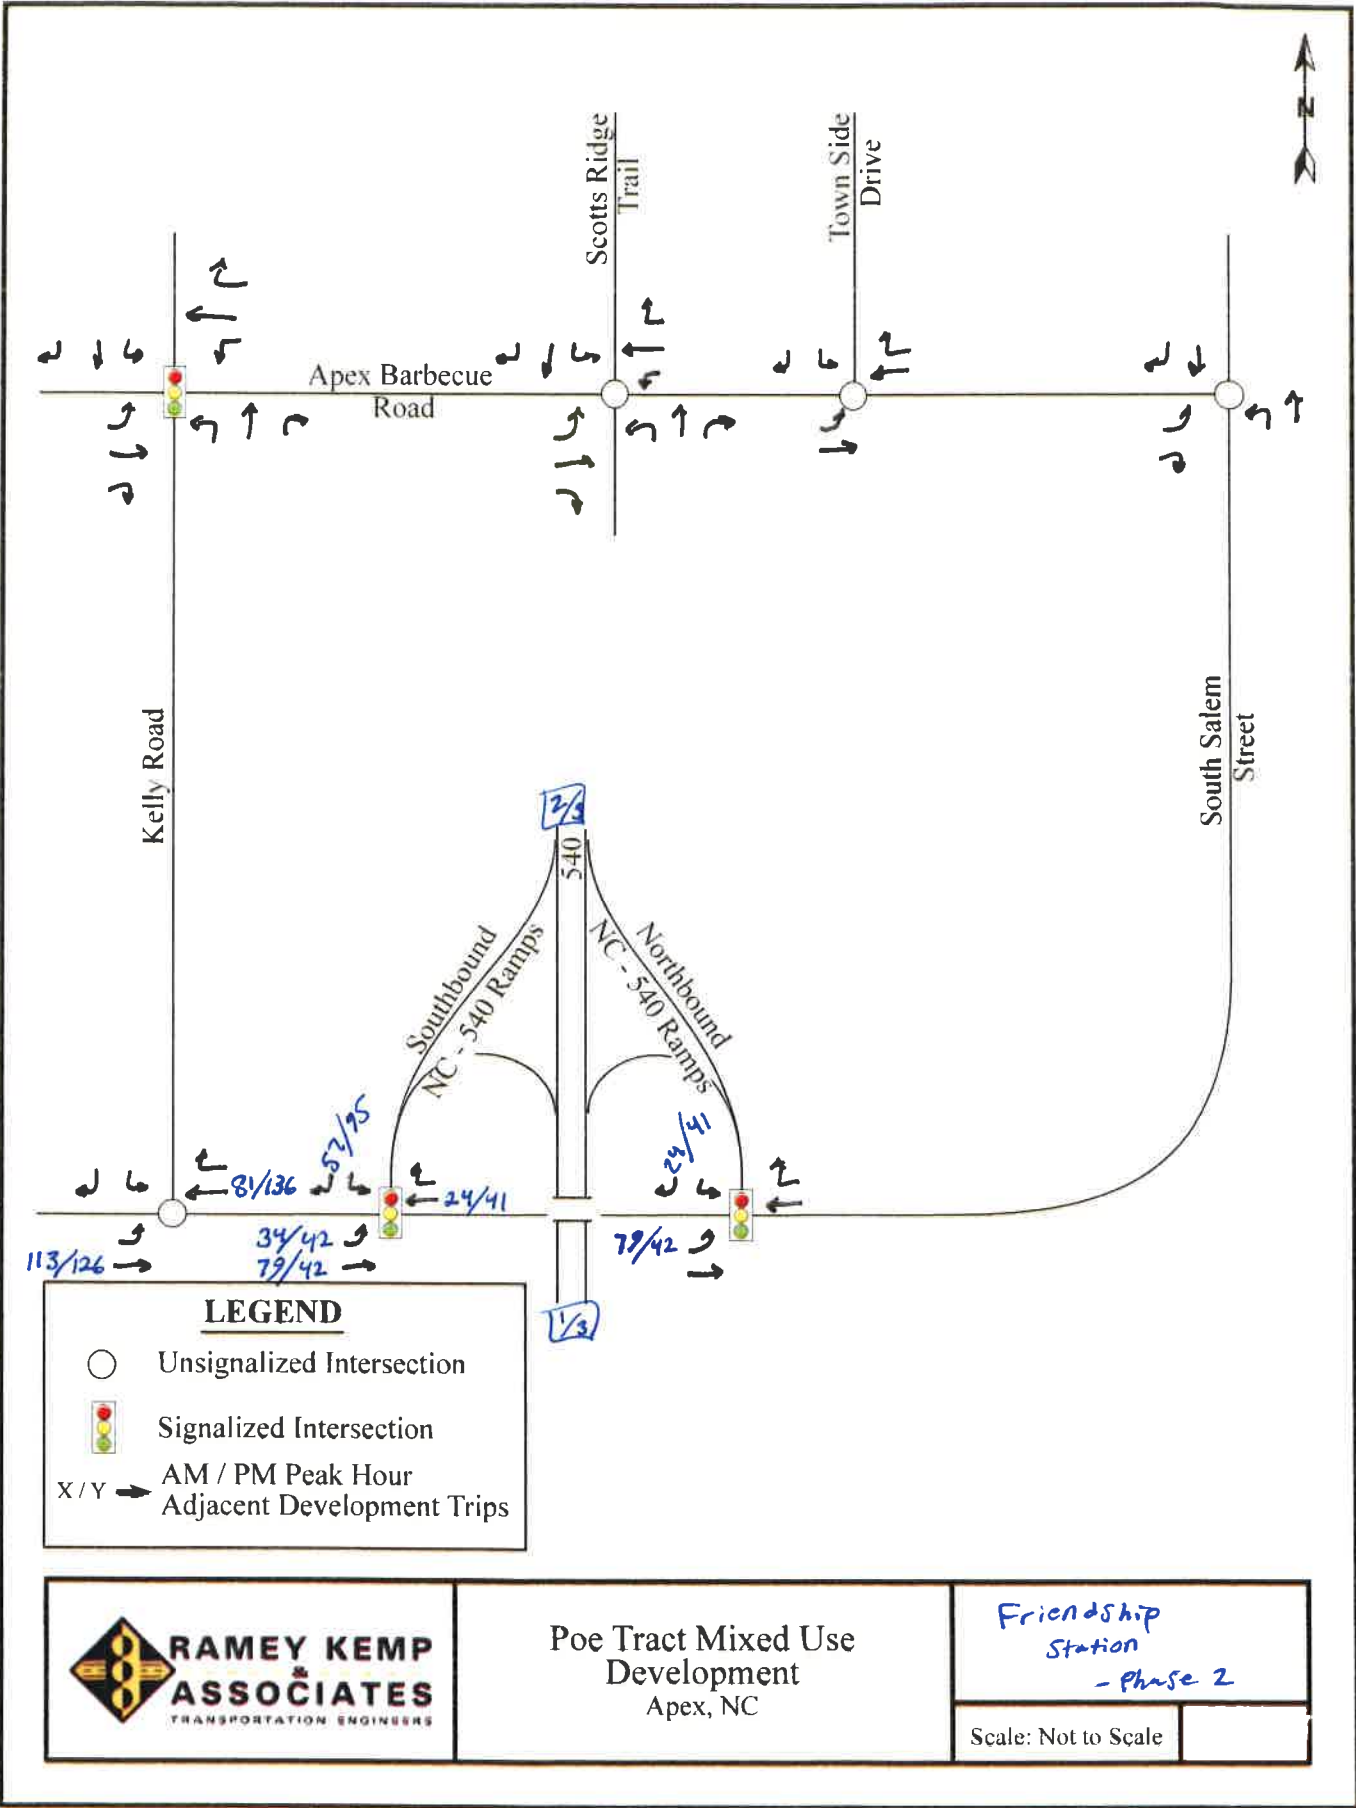 N
Scotts Ridge
Trail
Town Side
Drive
Apex Barbecue
Road
Kelly Road
South Salem
Street
2/3
540
Southbound
NC - 540 Ramps
Northbound
NC - 540 Ramps
52/95
24/41
81/136
24/41
34/42
79/42
79/42
113/126
1/3
LEGEND
Unsignalized Intersection
Signalized Intersection
X / Y
AM / PM Peak Hour
Adjacent Development Trips
RAMEY KEMP
&
ASSOCIATES
TRANSPORTATION ENGINEERS
Poe Tract Mixed Use
Development
Apex, NC
Friendship
Station
- Phase 2
Scale: Not to Scale